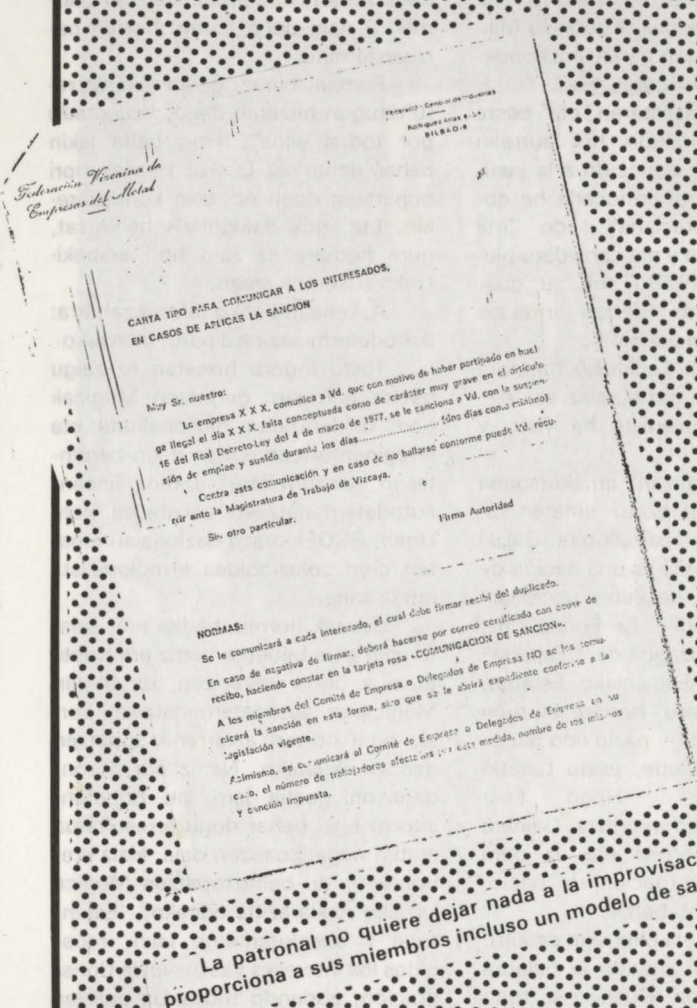 Federación Vizcaína de
Empresas del Metal
BILBAO-8
CARTA TIPO PARA COMUNICAR A LOS INTERESADOS,
EN CASOS DE APLICAR LA SANCION
Muy Sr. nuestro:
La empresa X X X, comunica a Vd. que con motivo de haber participado en huel-
ga ilegal el día X X X, falta conceptuada como de carácter muy grave en el artículo
16 del Real Decreto-Ley del 4 de marzo de 1977, se le sanciona a Vd. con la suspen-
sión de empleo y sueldo durante los días (dos días como mínimo)
Contra esta comunicación y en caso de no hallarse conforme puede Vd. recu-
rrir ante la Magistratura de Trabajo de Vizcaya.
Sin otro particular.
Firma Autoridad
NORMAS:
Se le comunicará a cada interesado, el cual debe firmar recibí del duplicado.
En caso de negativa de firmar, deberá hacerse por correo certificado con acuse de
recibo, haciendo constar en la tarjeta rosa «COMUNICACION DE SANCION».
A los miembros del Comité de Empresa o Delegados de Empresa NO se les comu-
nicará la sanción en esta forma, sino que se le abrirá expediente conforme a la
legislación vigente.
Asimismo, se comunicará al Comité de Empresa o Delegados de Empresa en su
caso, el número de trabajadores afectados por esta medida, nombre de los mismos
y sanción impuesta.
La patronal no quiere dejar nada a la improvisac
proporciona a sus miembros incluso un modelo de sa